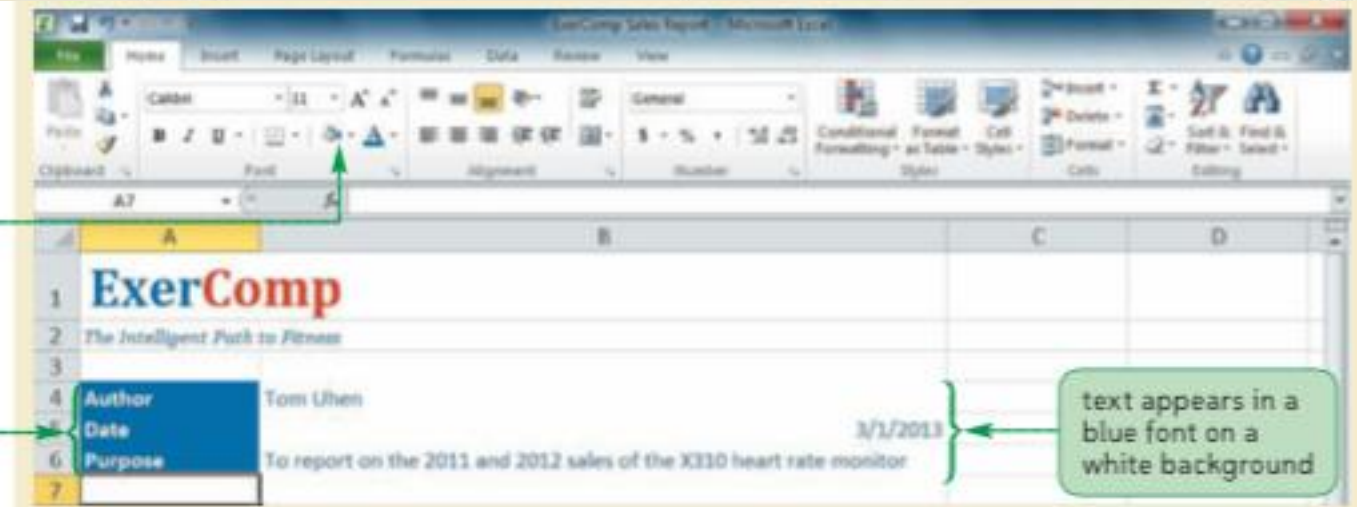 ExerComp Sales Report - Microsoft Excel
File Home Insert Page Layout Formulas Data Review View
Calibri 11 A A General Insert
Paste B I U A $ % , Conditional Formatting Format as Table Cell Styles Delete Format Sort & Filter Find & Select
Clipboard Font Alignment Number Styles Cells Editing
A7 fx
A B C D
1 ExerComp
2 The Intelligent Path to Fitness
3
4 Author Tom Uhen
Date 3/1/2013
6 Purpose To report on the 2011 and 2012 sales of the X310 heart rate monitor
7
text appears in a
blue font on a
white background